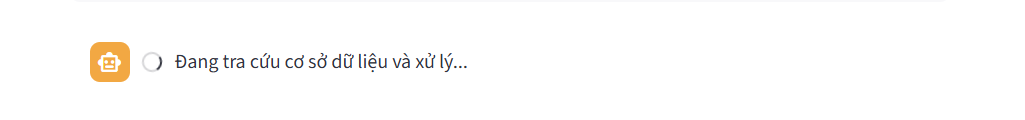 Đang tra cứu cơ sở dữ liệu và xử lý...